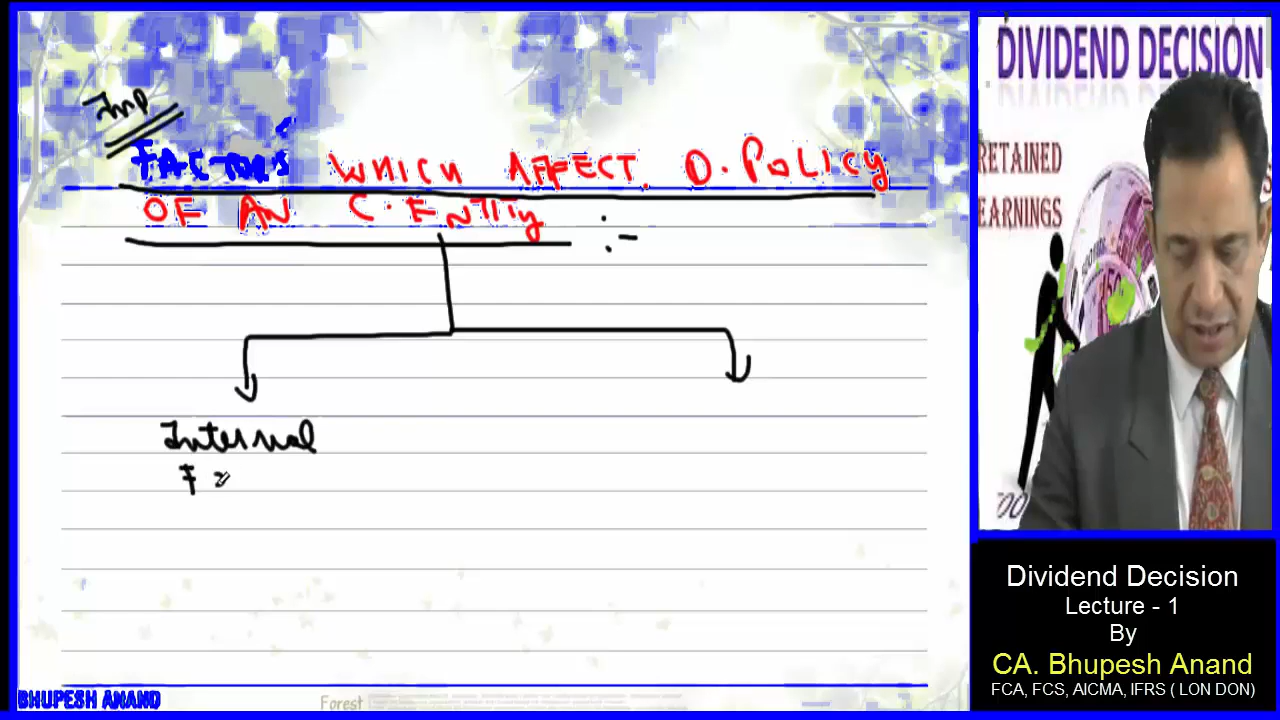 Imp
FACTORS WHICH AFFECT D. POLICY
OF AN C. ENTITY :-
Internal
F
BHUPESH ANAND
Forest
DIVIDEND DECISION
RETAINED
EARNINGS
Dividend Decision
Lecture - 1
By
CA. Bhupesh Anand
FCA, FCS, AICMA, IFRS ( LON DON)